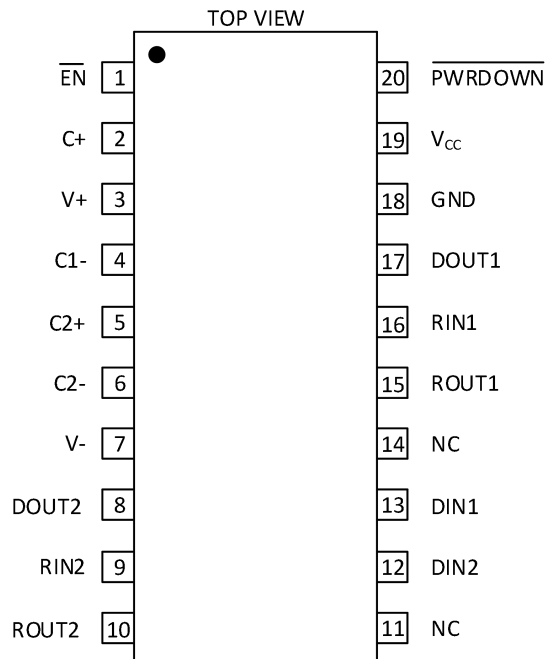 TOP VIEW
EN 1 20 PWRDOWN
C+ 2 19 VCC
V+ 3 18 GND
C1- 4 17 DOUT1
C2+ 5 16 RIN1
C2- 6 15 ROUT1
V- 7 14 NC
DOUT2 8 13 DIN1
RIN2 9 12 DIN2
ROUT2 10 11 NC